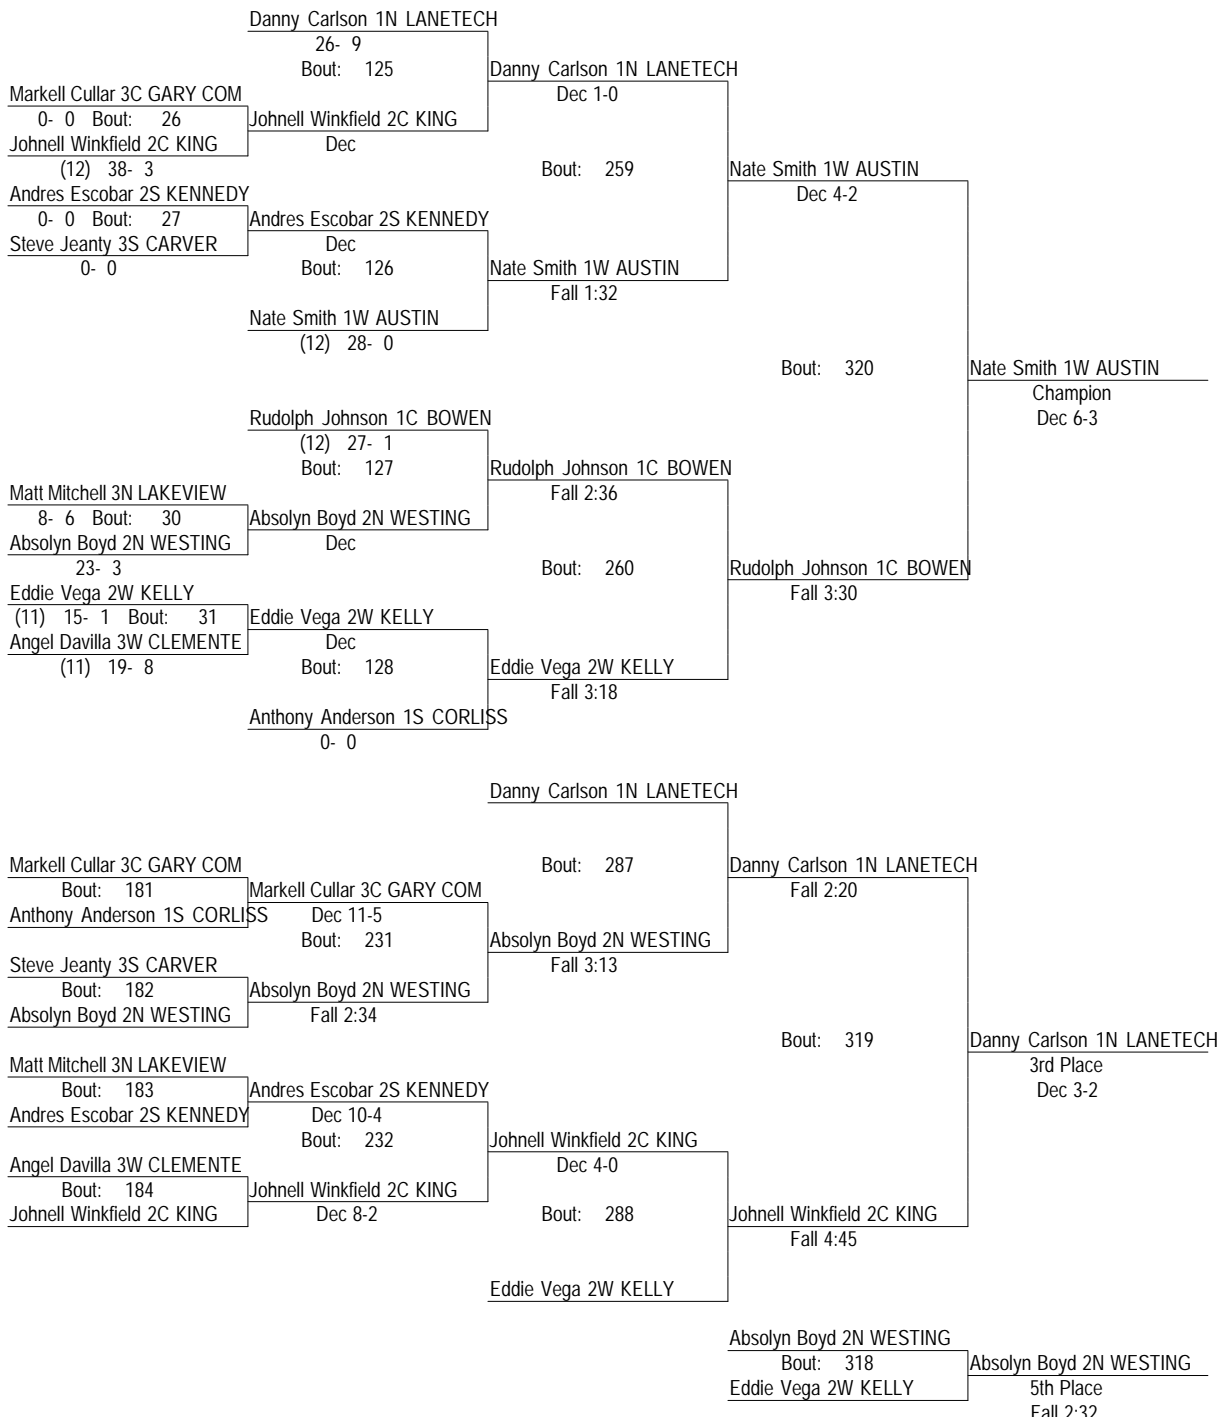 Danny Carlson 1N LANETECH
26- 9
Bout: 125
Danny Carlson 1N LANETECH
Dec 1-0
Markell Cullar 3C GARY COM
0- 0 Bout: 26
Johnell Winkfield 2C KING
Dec
Johnell Winkfield 2C KING
(12) 38- 3
Bout: 259
Nate Smith 1W AUSTIN
Dec 4-2
Andres Escobar 2S KENNEDY
0- 0 Bout: 27
Andres Escobar 2S KENNEDY
Dec
Steve Jeanty 3S CARVER
0- 0
Bout: 126
Nate Smith 1W AUSTIN
Fall 1:32
Nate Smith 1W AUSTIN
(12) 28- 0
Bout: 320
Nate Smith 1W AUSTIN
Champion
Dec 6-3
Rudolph Johnson 1C BOWEN
(12) 27- 1
Bout: 127
Rudolph Johnson 1C BOWEN
Fall 2:36
Matt Mitchell 3N LAKEVIEW
8- 6 Bout: 30
Absolyn Boyd 2N WESTING
Dec
Absolyn Boyd 2N WESTING
23- 3
Bout: 260
Rudolph Johnson 1C BOWEN
Fall 3:30
Eddie Vega 2W KELLY
(11) 15- 1 Bout: 31
Eddie Vega 2W KELLY
Dec
Angel Davilla 3W CLEMENTE
(11) 19- 8
Bout: 128
Eddie Vega 2W KELLY
Fall 3:18
Anthony Anderson 1S CORLISS
0- 0
Danny Carlson 1N LANETECH
Bout: 287
Danny Carlson 1N LANETECH
Fall 2:20
Markell Cullar 3C GARY COM
Bout: 181
Markell Cullar 3C GARY COM
Dec 11-5
Anthony Anderson 1S CORLISS
Bout: 231
Absolyn Boyd 2N WESTING
Fall 3:13
Steve Jeanty 3S CARVER
Bout: 182
Absolyn Boyd 2N WESTING
Fall 2:34
Absolyn Boyd 2N WESTING
Bout: 319
Danny Carlson 1N LANETECH
3rd Place
Dec 3-2
Matt Mitchell 3N LAKEVIEW
Bout: 183
Andres Escobar 2S KENNEDY
Dec 10-4
Andres Escobar 2S KENNEDY
Bout: 232
Johnell Winkfield 2C KING
Dec 4-0
Angel Davilla 3W CLEMENTE
Bout: 184
Johnell Winkfield 2C KING
Dec 8-2
Johnell Winkfield 2C KING
Bout: 288
Johnell Winkfield 2C KING
Fall 4:45
Eddie Vega 2W KELLY
Absolyn Boyd 2N WESTING
Bout: 318
Absolyn Boyd 2N WESTING
Eddie Vega 2W KELLY
5th Place
Fall 2:32